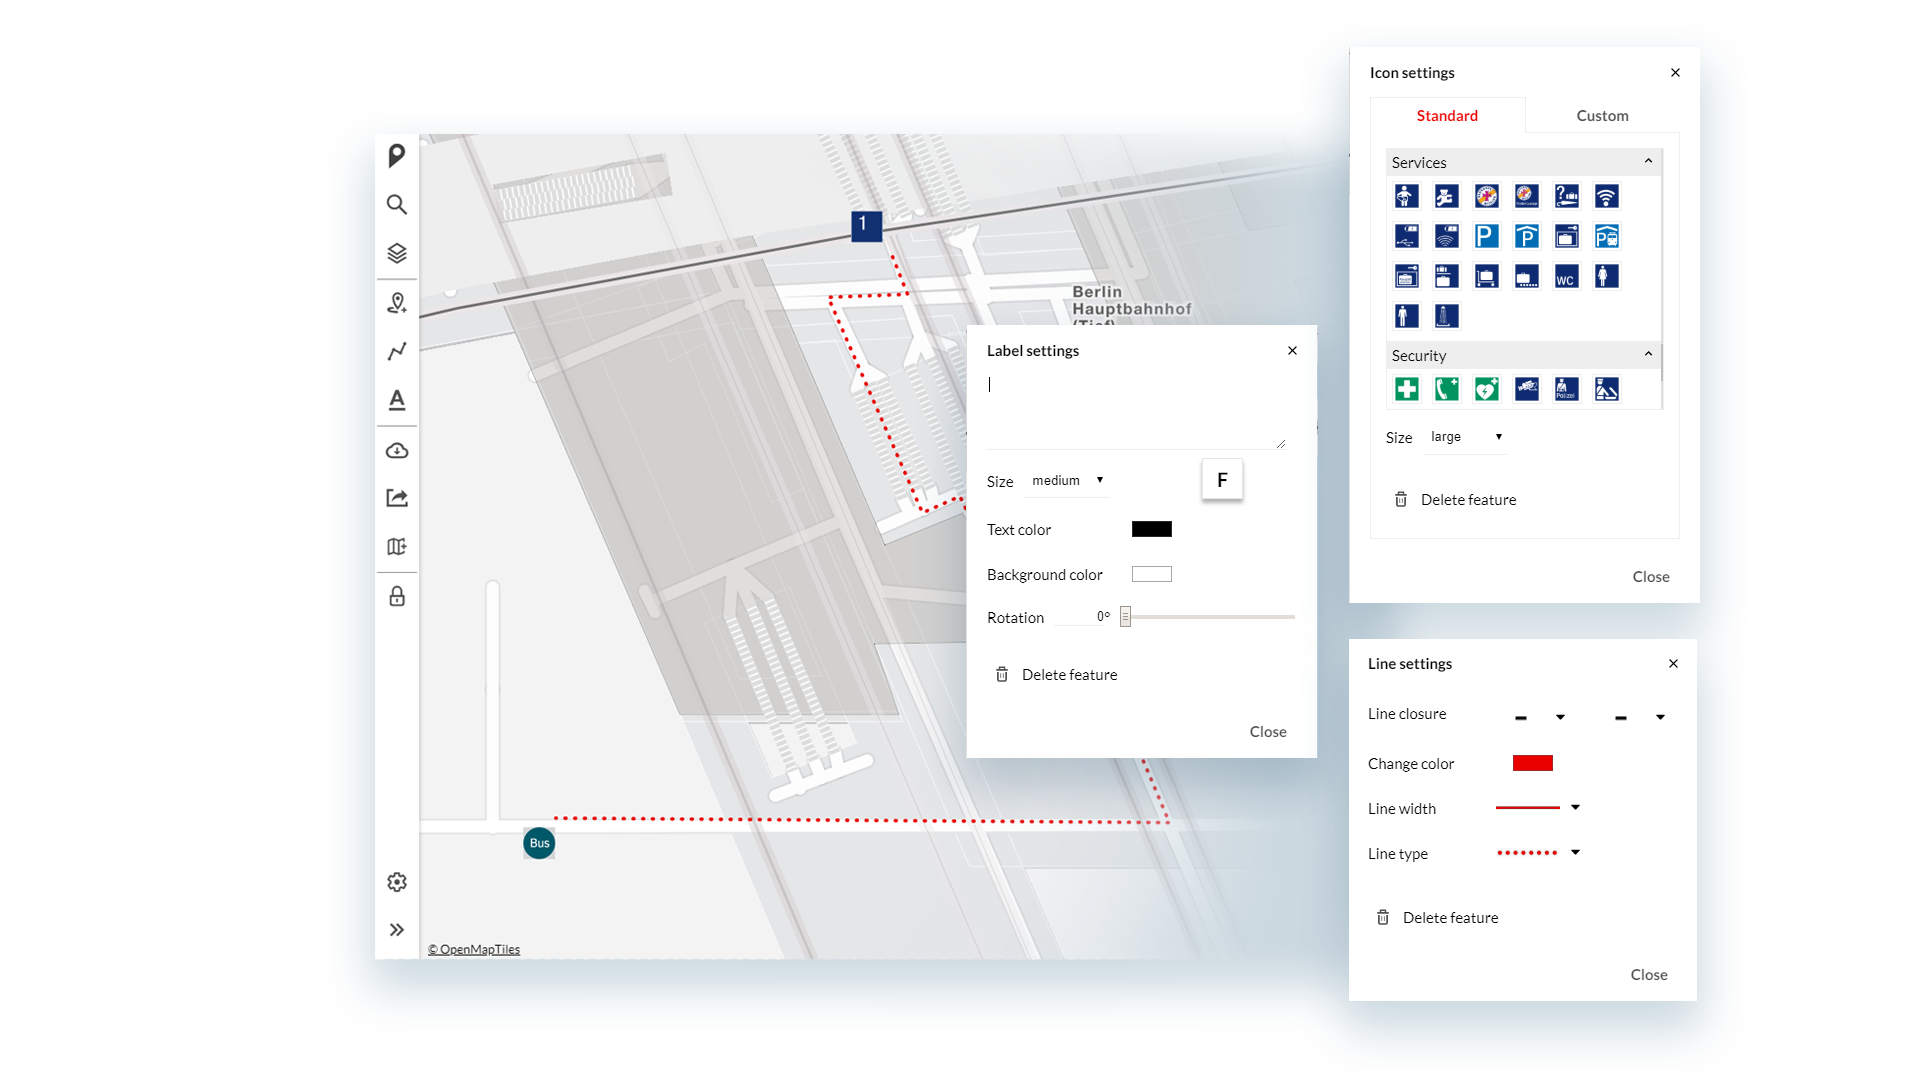 1
Berlin
Hauptbahnhof
(Tief)
Bus
© OpenMapTiles
A
Label settings
Size medium
F
Text color
Background color
Rotation 0°
Delete feature
Close
Icon settings
Standard Custom
Services
?
P
P
P
WC
Security
Polizei
Size large
Delete feature
Close
Line settings
Line closure
Change color
Line width
Line type
Delete feature
Close